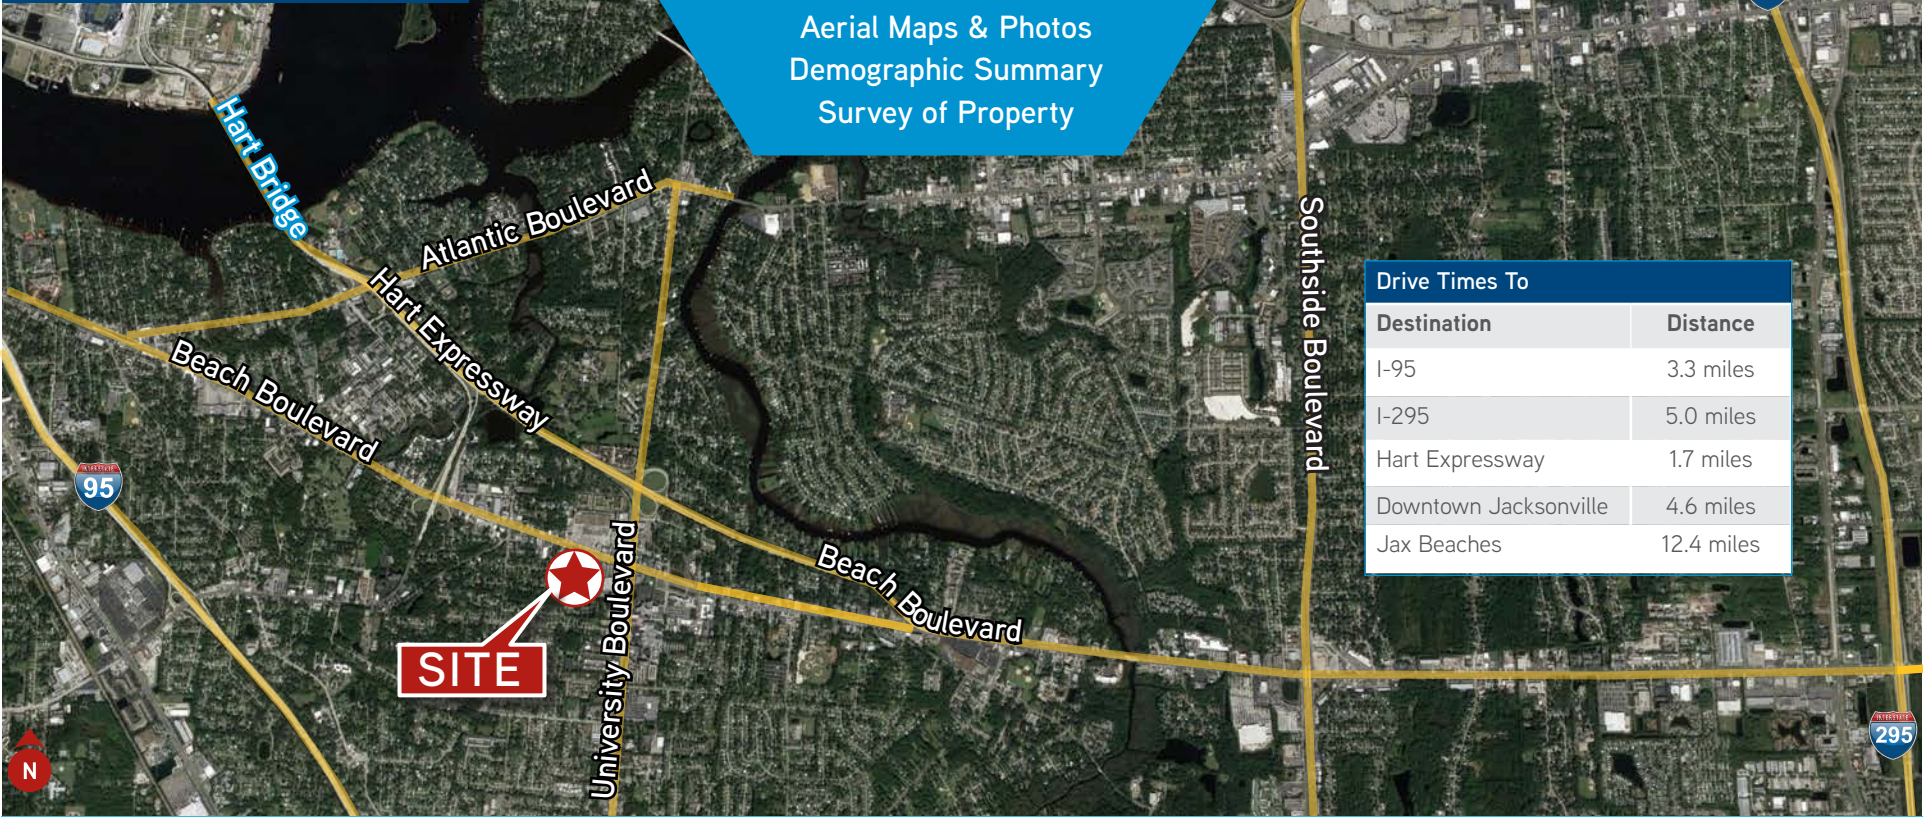 Aerial Maps & Photos
Demographic Summary
Survey of Property
Hart Bridge
Atlantic Boulevard
Hart Expressway
Beach Boulevard
Southside Boulevard
Drive Times To
Destination Distance
I-95 3.3 miles
I-295 5.0 miles
Hart Expressway 1.7 miles
Downtown Jacksonville 4.6 miles
Jax Beaches 12.4 miles
INTERSTATE
95
University Boulevard
Beach Boulevard
SITE
INTERSTATE
295
N